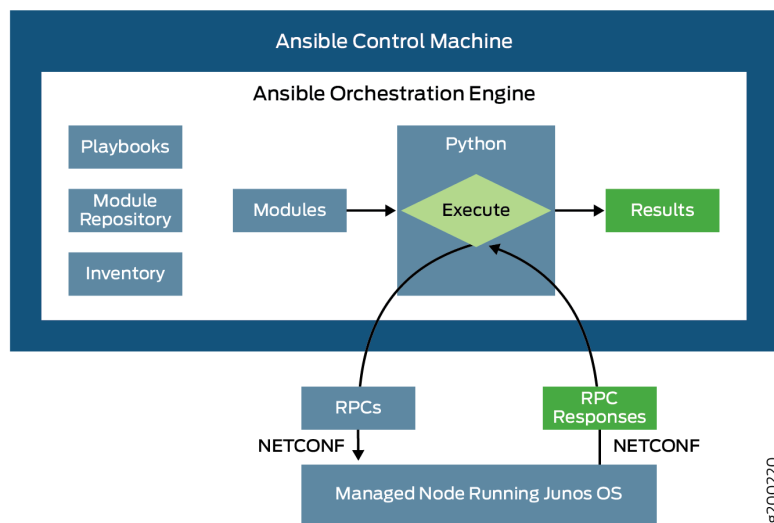 Ansible Control Machine
Ansible Orchestration Engine
Playbooks
Python
Module
Repository
Modules
Execute
Results
Inventory
RPCs
RPC
Responses
NETCONF
NETCONF
Managed Node Running Junos OS
g200220